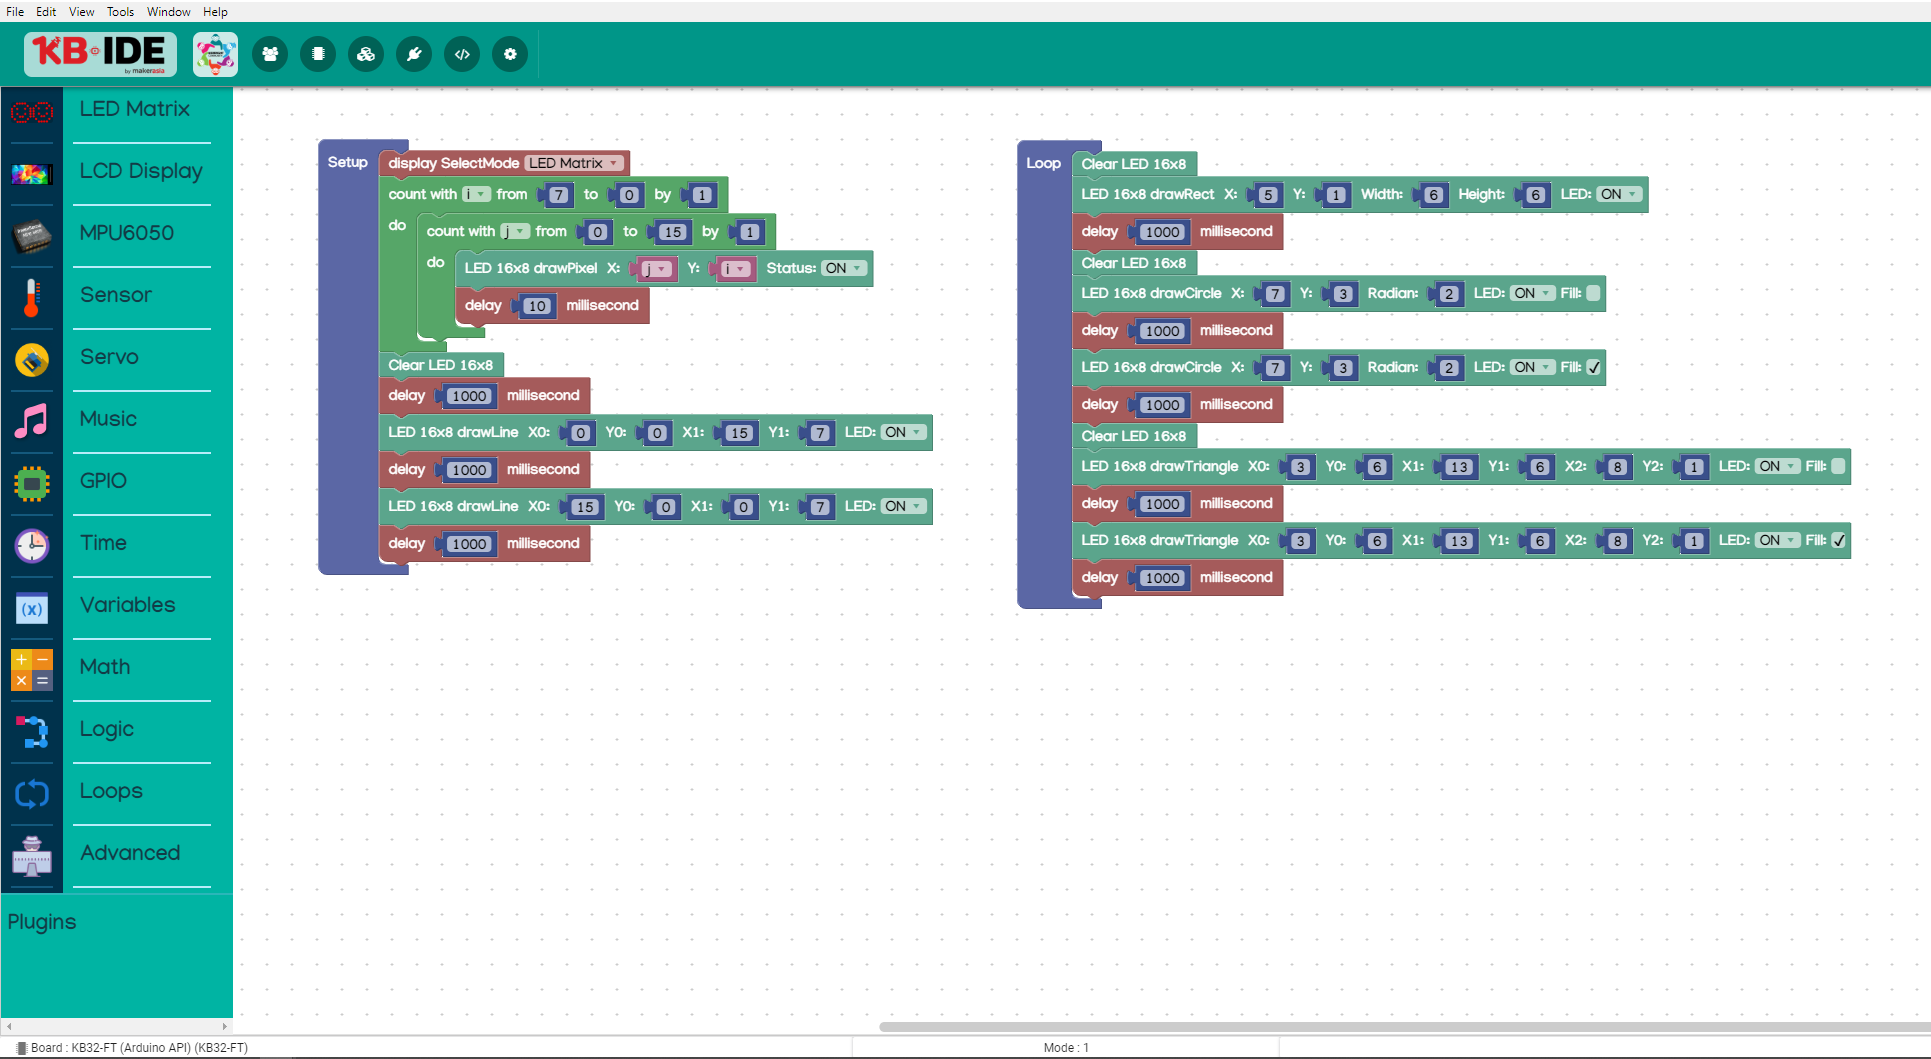 File Edit View Tools Window Help
KB IDE
by makerasia
LED Matrix
LCD Display
MPU6050
Sensor
Servo
Music
GPIO
Time
(x)
Variables
Math
Logic
Loops
Advanced
Plugins
Setup
display SelectMode LED Matrix
count with i from 7 to 0 by 1
do count with j from 0 to 15 by 1
do LED 16x8 drawPixel X: j Y: i Status: ON
delay 10 millisecond
Clear LED 16x8
delay 1000 millisecond
LED 16x8 drawLine X0: 0 Y0: 0 X1: 15 Y1: 7 LED: ON
delay 1000 millisecond
LED 16x8 drawLine X0: 15 Y0: 0 X1: 0 Y1: 7 LED: ON
delay 1000 millisecond
Loop
Clear LED 16x8
LED 16x8 drawRect X: 5 Y: 1 Width: 6 Height: 6 LED: ON
delay 1000 millisecond
Clear LED 16x8
LED 16x8 drawCircle X: 7 Y: 3 Radian: 2 LED: ON Fill:
delay 1000 millisecond
LED 16x8 drawCircle X: 7 Y: 3 Radian: 2 LED: ON Fill: ✓
delay 1000 millisecond
Clear LED 16x8
LED 16x8 drawTriangle X0: 3 Y0: 6 X1: 13 Y1: 6 X2: 8 Y2: 1 LED: ON Fill:
delay 1000 millisecond
LED 16x8 drawTriangle X0: 3 Y0: 6 X1: 13 Y1: 6 X2: 8 Y2: 1 LED: ON Fill: ✓
delay 1000 millisecond
Board : KB32-FT (Arduino API) (KB32-FT)
Mode : 1